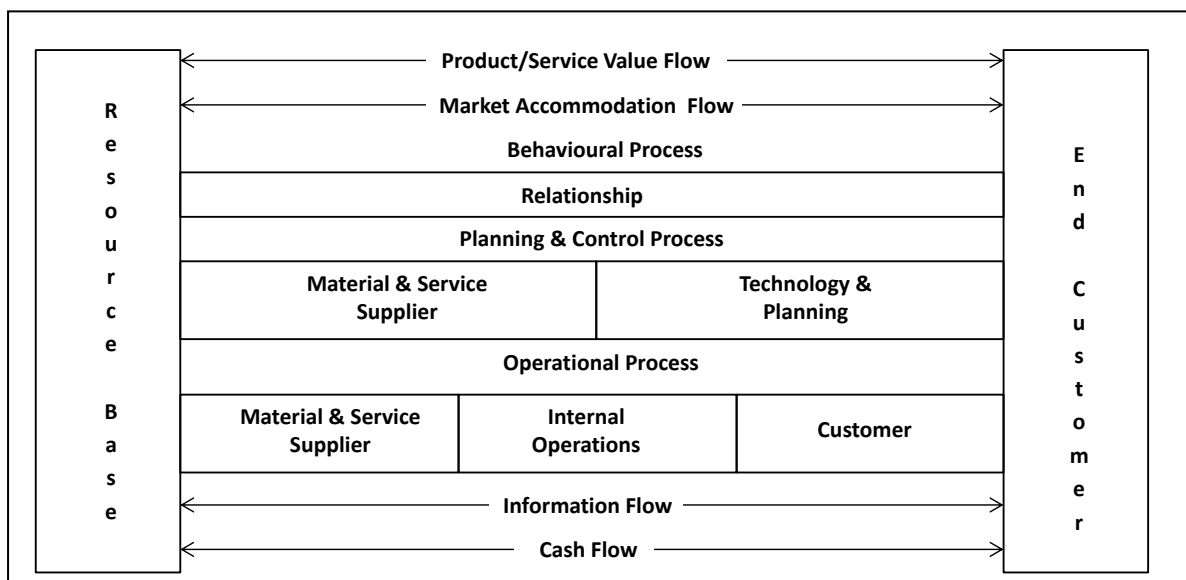 Product/Service Value Flow
Market Accommodation Flow
Behavioural Process
Relationship
Planning & Control Process
Material & Service
Supplier
Technology &
Planning
Operational Process
Material & Service
Supplier
Internal
Operations
Customer
Information Flow
Cash Flow
Resource Base
End Customer